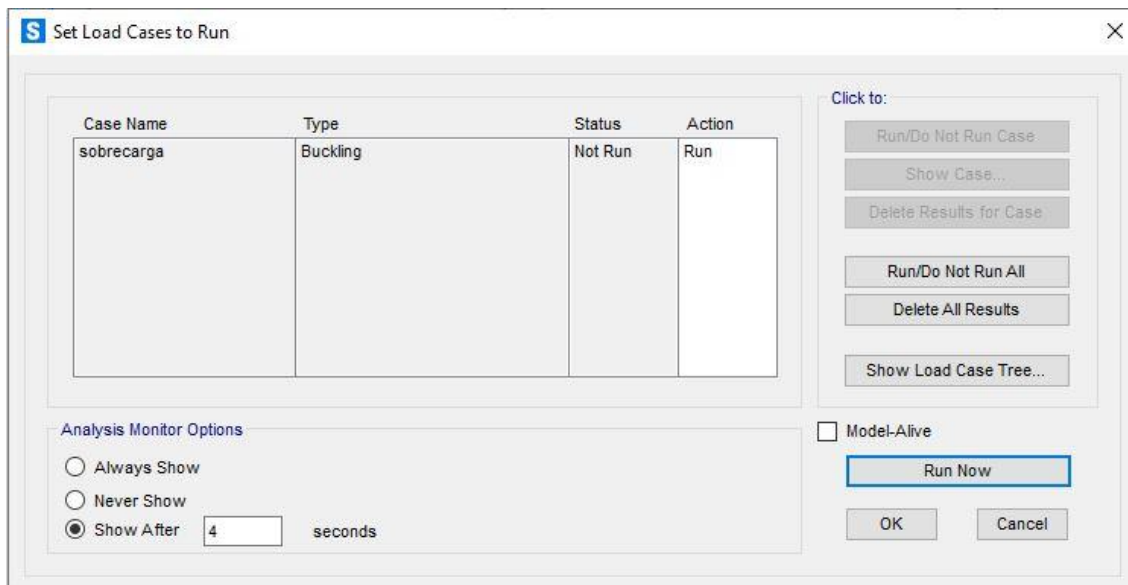 S Set Load Cases to Run
Case Name Type Status Action
sobrecarga Buckling Not Run Run
Click to:
Run/Do Not Run Case
Show Case...
Delete Results for Case
Run/Do Not Run All
Delete All Results
Show Load Case Tree...
Analysis Monitor Options
Always Show
Never Show
Show After 4 seconds
Model-Alive
Run Now
OK Cancel